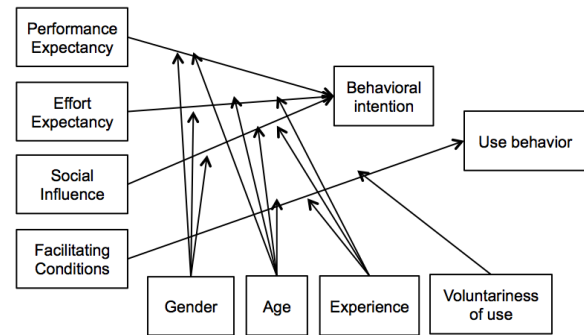 Performance
Expectancy
Effort
Expectancy
Social
Influence
Facilitating
Conditions
Behavioral
intention
Use behavior
Gender
Age
Experience
Voluntariness
of use